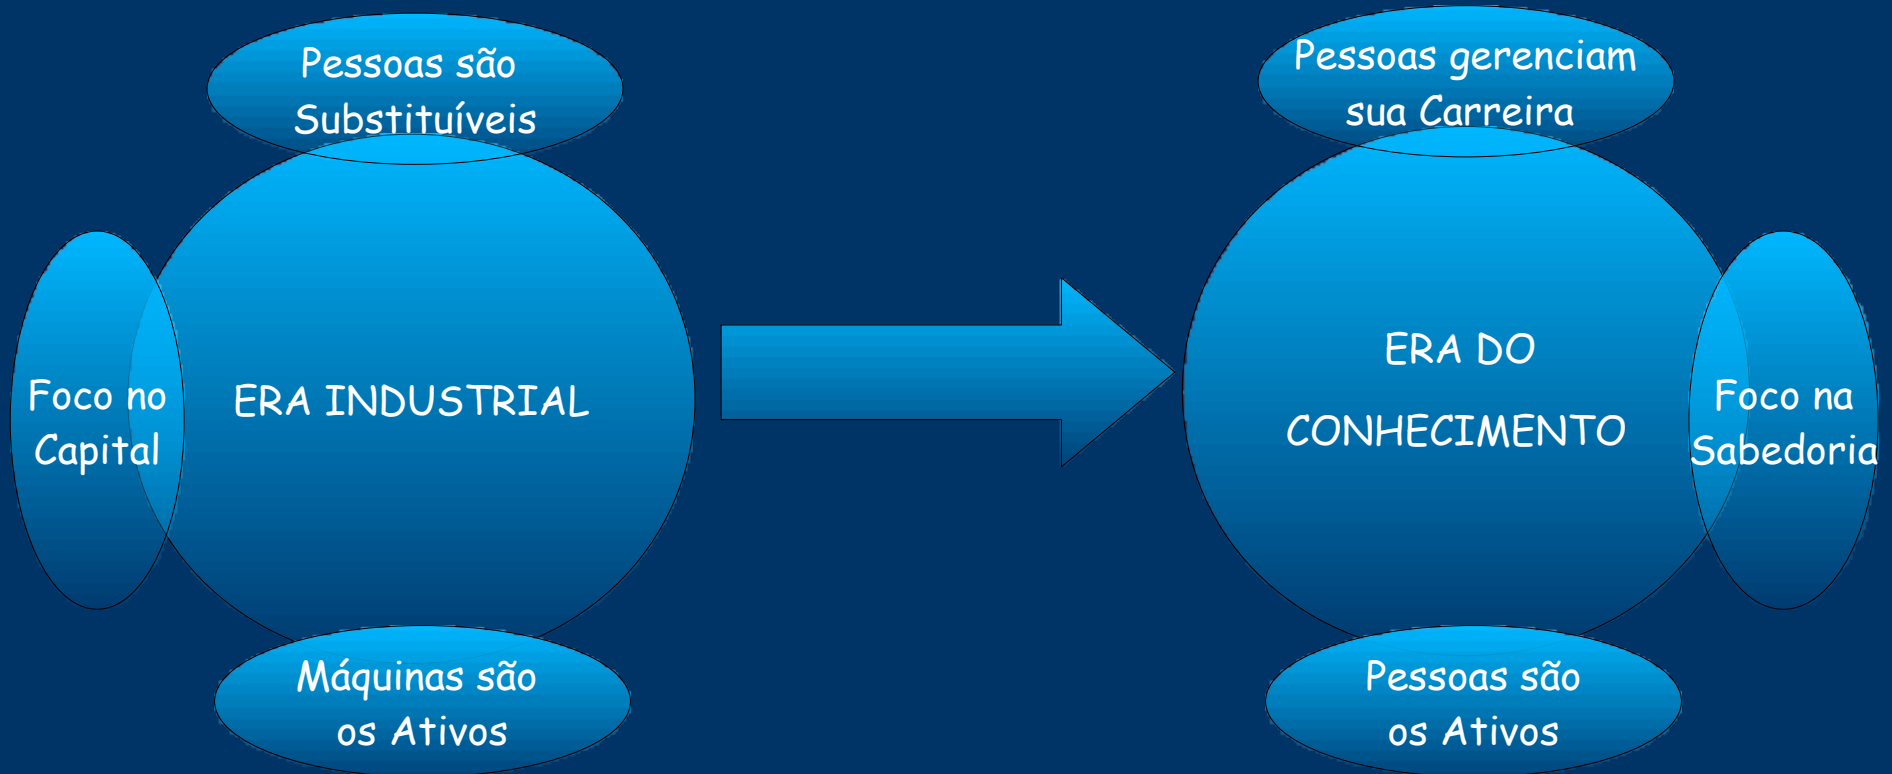 Pessoas são
Substituíveis
Foco no
Capital
ERA INDUSTRIAL
Máquinas são
os Ativos
Pessoas gerenciam
sua Carreira
ERA DO
CONHECIMENTO
Foco na
Sabedoria
Pessoas são
os Ativos